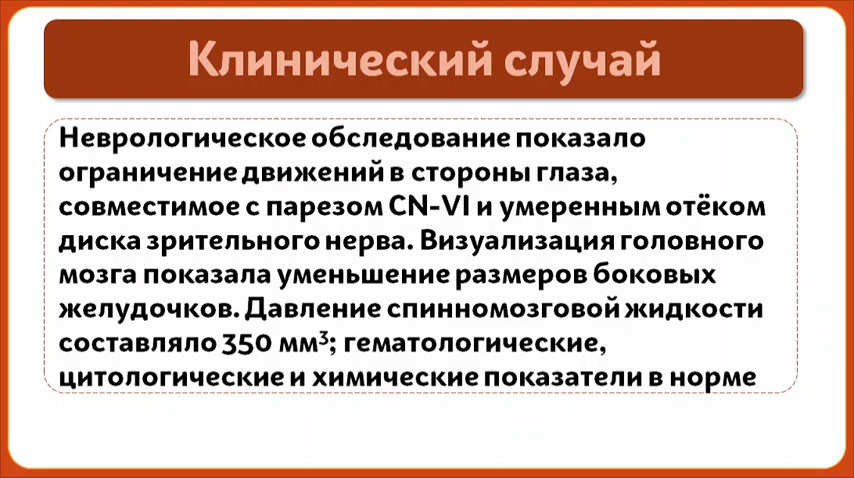 Клинический случай
Неврологическое обследование показало
ограничение движений в стороны глаза,
совместимое с парезом CN-VI и умеренным отёком
диска зрительного нерва. Визуализация головного
мозга показала уменьшение размеров боковых
желудочков. Давление спинномозговой жидкости
составляло 350 мм³; гематологические,
цитологические и химические показатели в норме